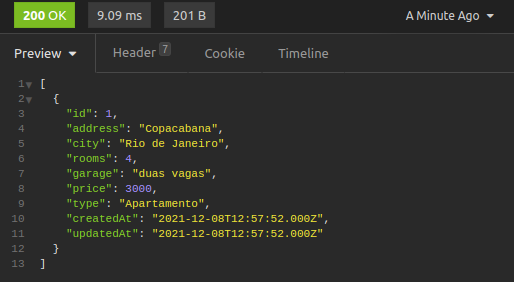 200 OK 9.09 ms 201 B A Minute Ago
Preview Header 7 Cookie Timeline
1 [
2 {
3 "id": 1,
4 "address": "Copacabana",
5 "city": "Rio de Janeiro",
6 "rooms": 4,
7 "garage": "duas vagas",
8 "price": 3000,
9 "type": "Apartamento",
10 "createdAt": "2021-12-08T12:57:52.000Z",
11 "updatedAt": "2021-12-08T12:57:52.000Z"
12 }
13 ]